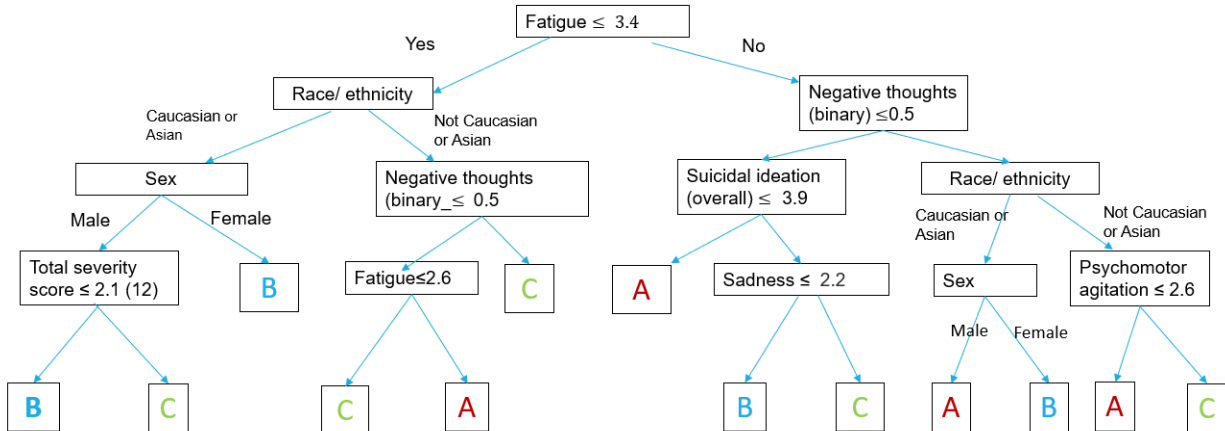 Fatigue ≤ 3.4
Yes
No
Race/ ethnicity
Negative thoughts
(binary) ≤0.5
Caucasian or
Asian
Not Caucasian
or Asian
Sex
Negative thoughts
(binary_≤ 0.5
Suicidal ideation
(overall) ≤ 3.9
Race/ ethnicity
Male
Female
Caucasian or
Asian
Not Caucasian
or Asian
Total severity
score ≤ 2.1 (12)
B
Fatigue≤2.6
C
A
Sadness ≤ 2.2
Sex
Psychomotor
agitation ≤ 2.6
Male
Female
B
C
C
A
B
C
A
B
A
C